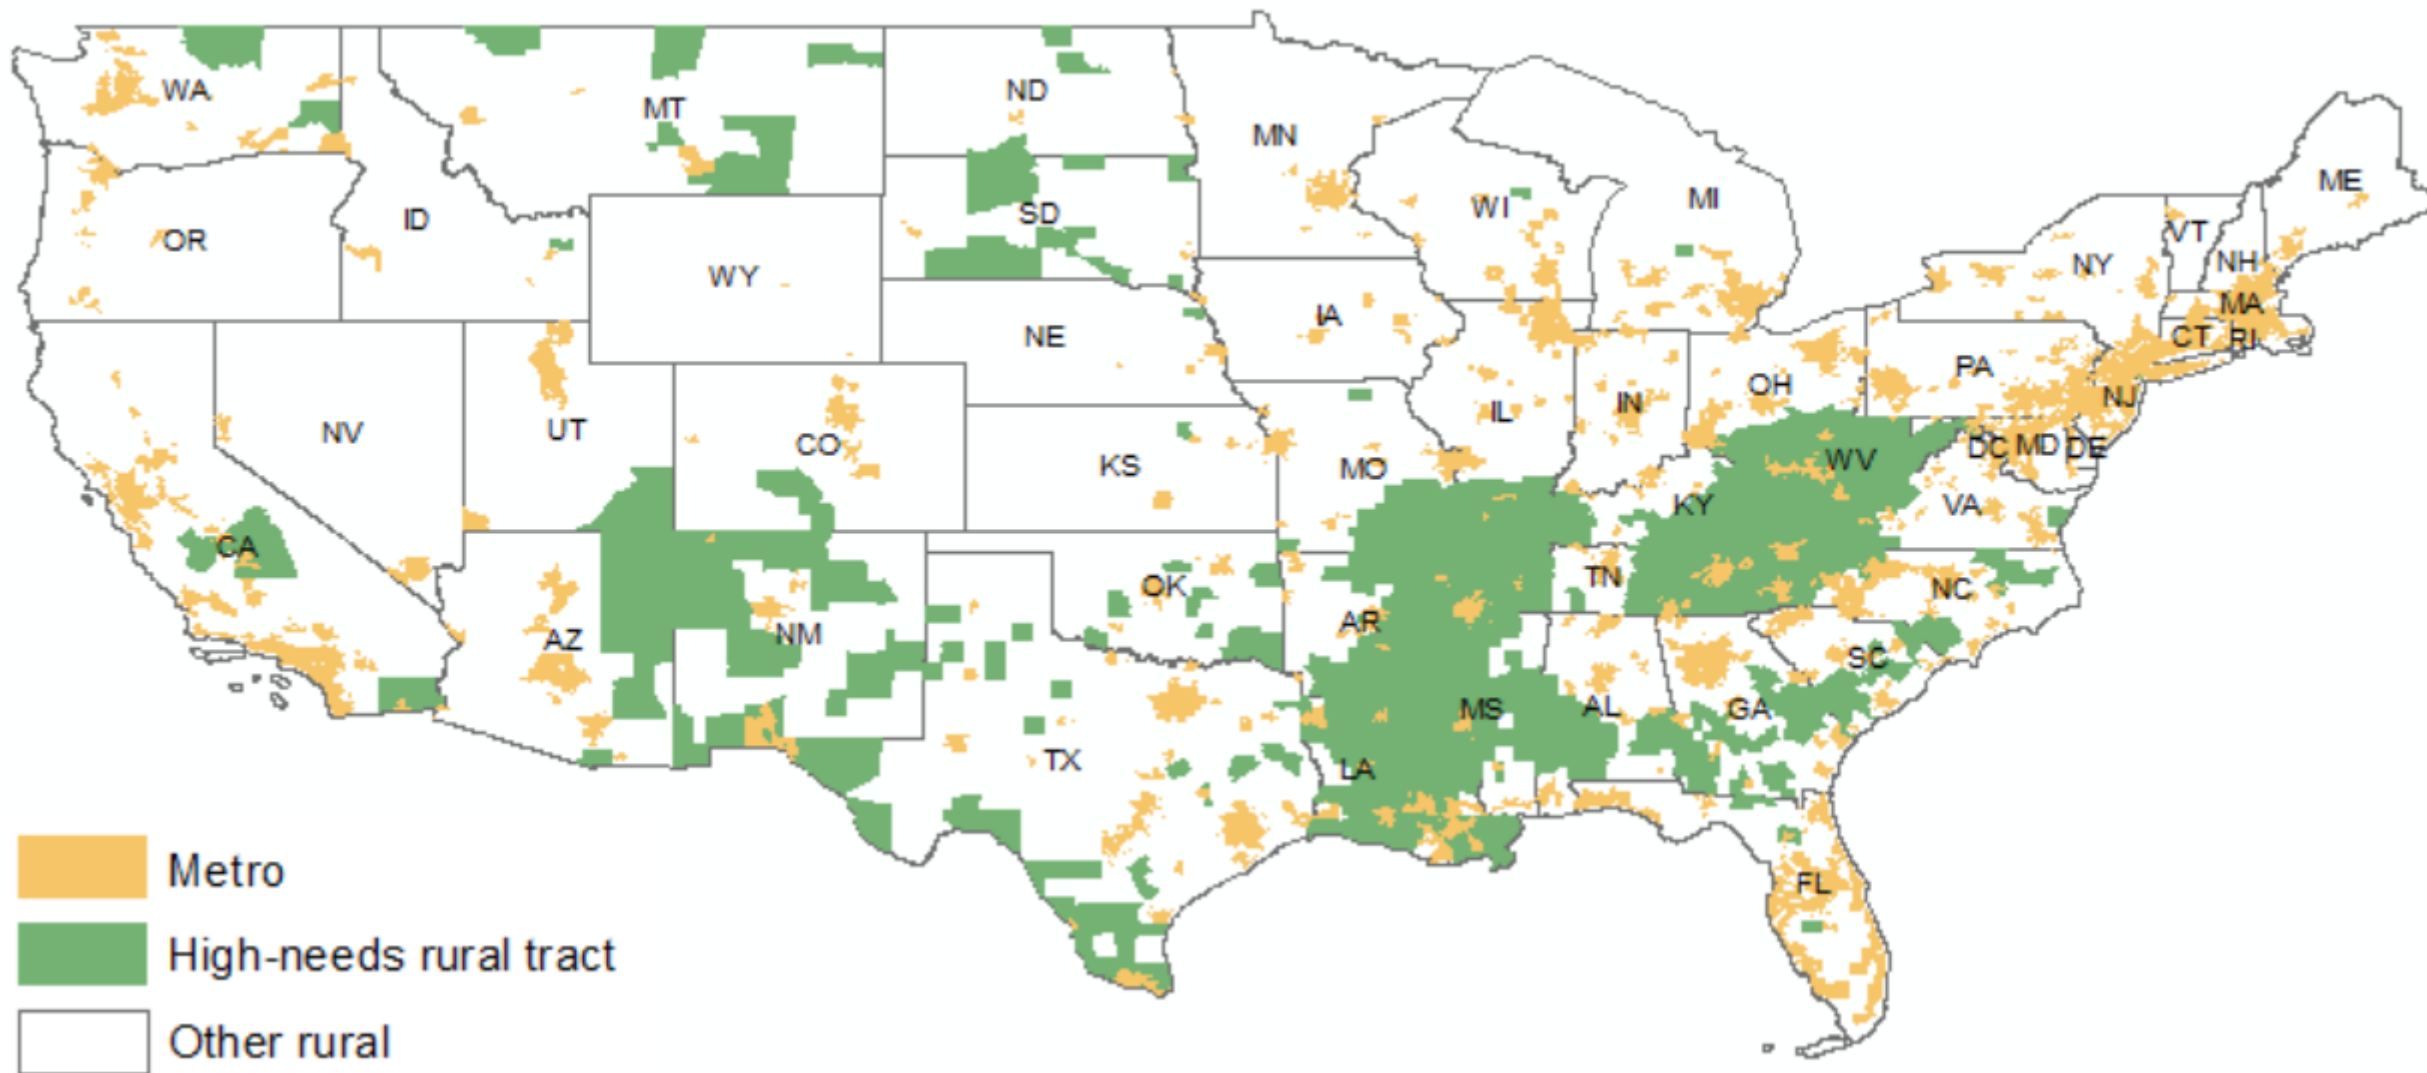 WA
MT
ND
MN
OR
ID
SD
WI
MI
ME
VT
NH
NY
WY
MA
CT RI
NE
IA
PA
NJ
NV
UT
CO
KS
MO
IL
IN
OH
WV
DC MD DE
KY
VA
CA
AZ
NM
OK
AR
TN
NC
SC
MS
AL
GA
TX
LA
FL
Metro
High-needs rural tract
Other rural